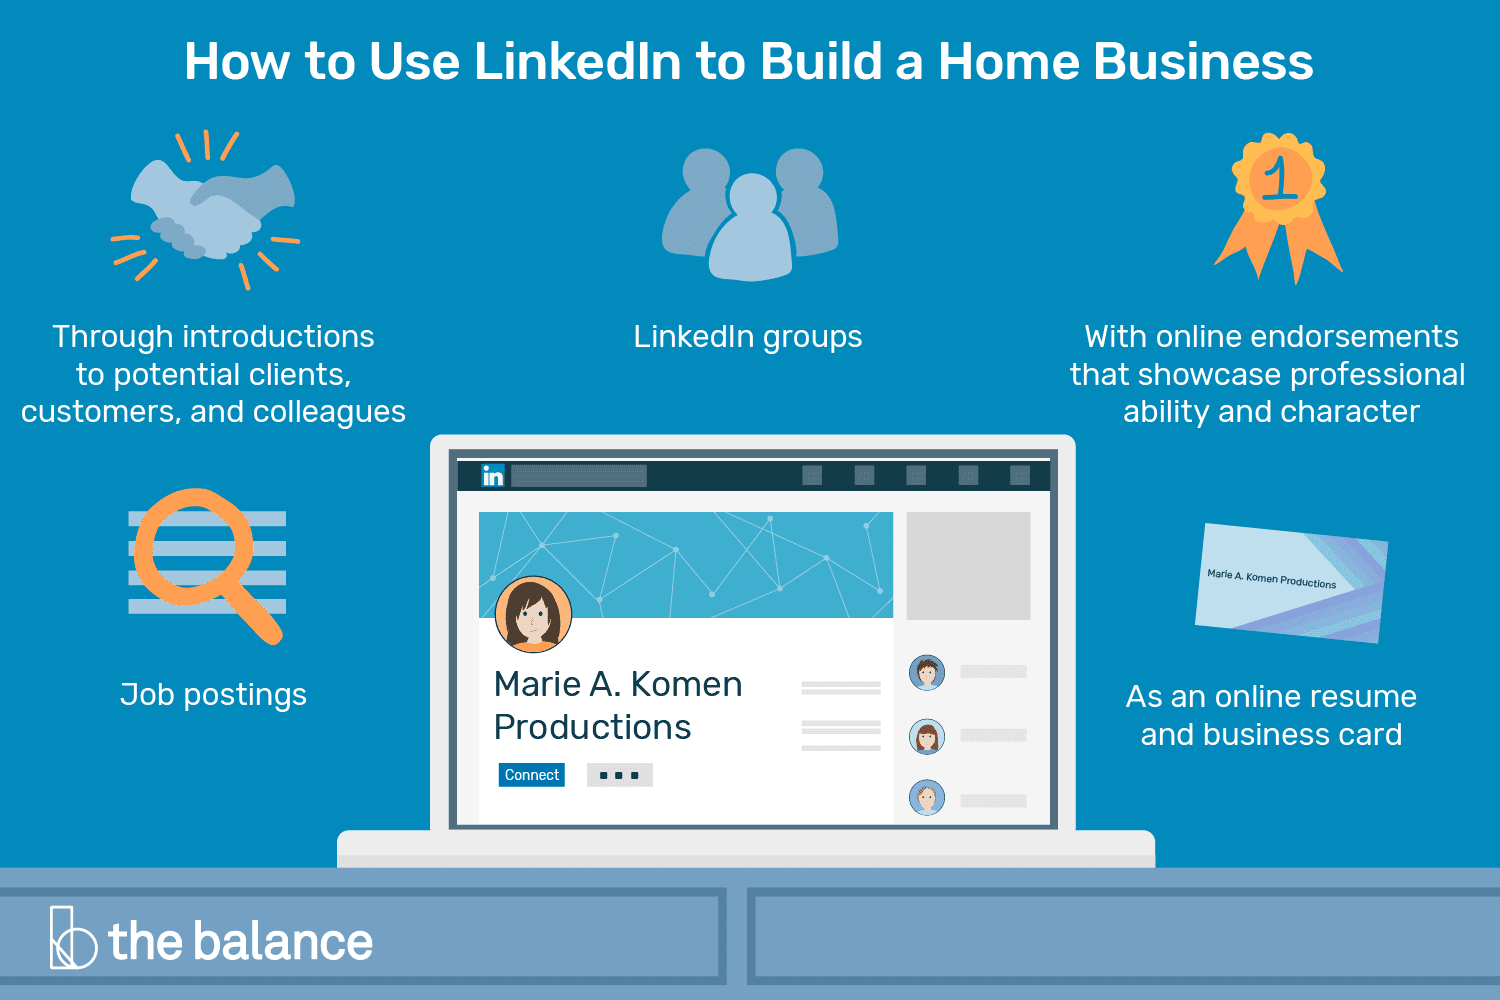 How to Use LinkedIn to Build a Home Business
Through introductions
to potential clients,
customers, and colleagues
LinkedIn groups
1
With online endorsements
that showcase professional
ability and character
Job postings
in
Marie A. Komen
Productions
Connect
Marie A. Komen Productions
As an online resume
and business card
the balance